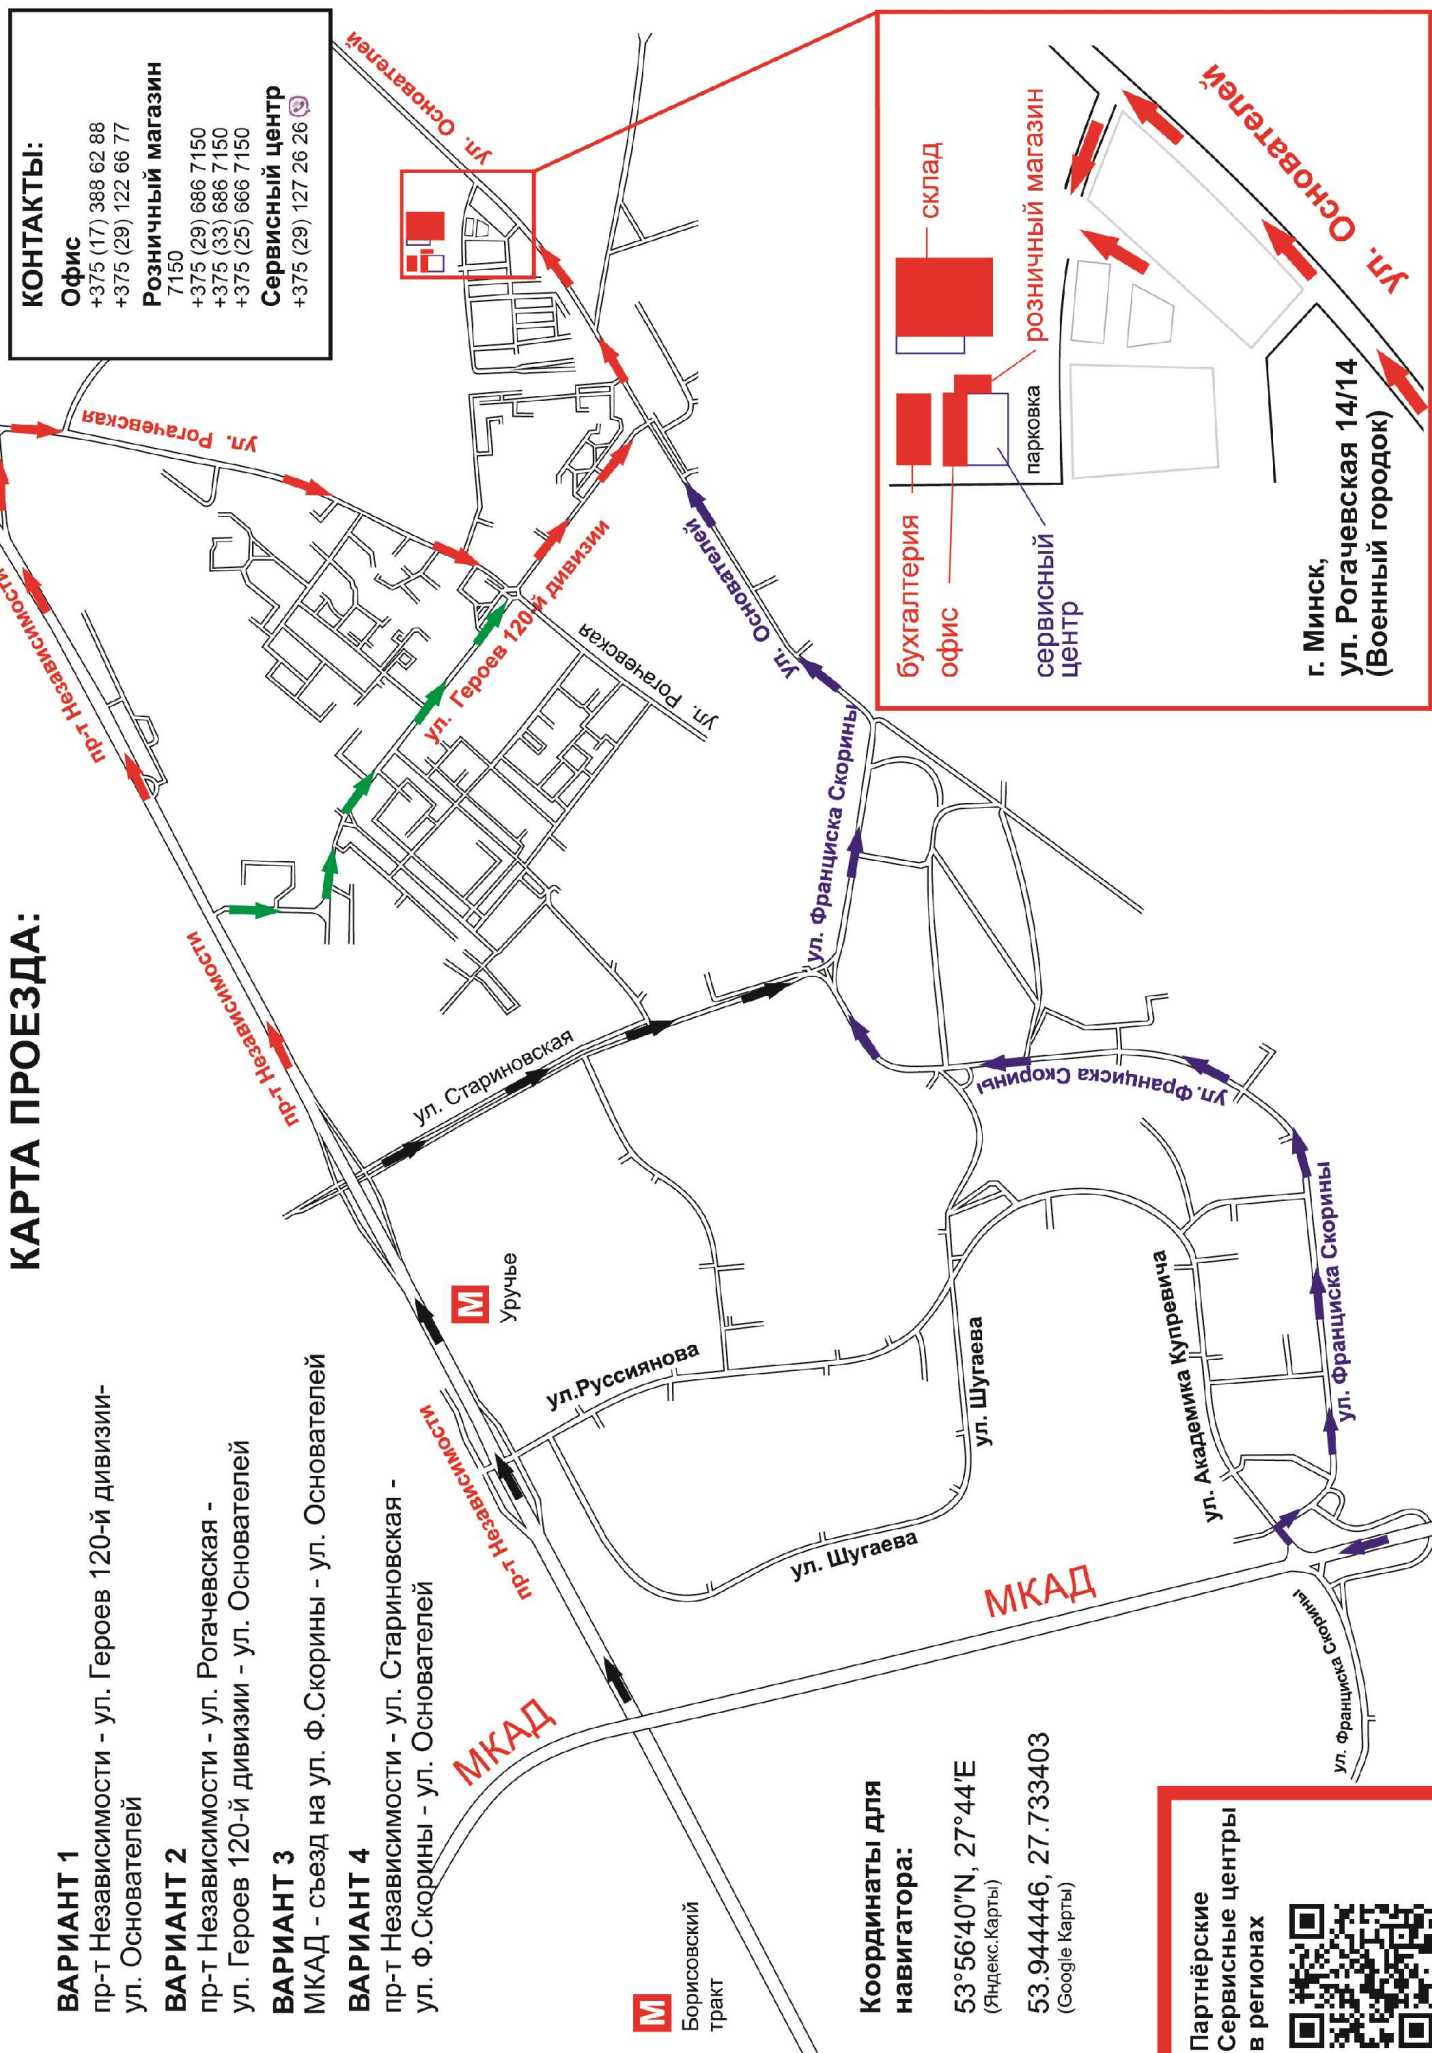 КАРТА ПРОЕЗДА:
ВАРИАНТ 1
пр-т Независимости - ул. Героев 120-й дивизии-
ул. Основателей
ВАРИАНТ 2
пр-т Независимости - ул. Рогачевская -
ул. Героев 120-й дивизии - ул. Основателей
ВАРИАНТ 3
МКАД - съезд на ул. Ф.Скорины - ул. Основателей
ВАРИАНТ 4
пр-т Независимости - ул. Стариновская -
ул. Ф.Скорины - ул. Основателей
КОНТАКТЫ:
Офис
+375 (17) 388 62 88
+375 (29) 122 66 77
Розничный магазин
7150
+375 (29) 686 7150
+375 (33) 686 7150
+375 (25) 666 7150
Сервисный центр
+375 (29) 127 26 26
пр-т Независимости
пр-т Независимости
пр-т Независимости
пр-т Независимости
ул. Рогачевская
ул. Рогачевская
ул. Героев 120-й дивизии
ул. Основателей
ул. Основателей
ул. Стариновская
М
Уручье
ул.Руссиянова
ул. Шугаева
ул. Шугаева
ул. Академика Купревича
ул. Франциска Скорины
ул. Франциска Скорины
ул. Франциска Скорины
ул. Франциска Скорины
МКАД
МКАД
М
Борисовский
тракт
Координаты для
навигатора:
53°56′40″N, 27°44′E
(Яндекс.Карты)
53.944446, 27.733403
(Google Карты)
Партнёрские
Сервисные центры
в регионах
бухгалтерия
офис
склад
розничный магазин
парковка
сервисный
центр
ул. Основателей
г. Минск,
ул. Рогачевская 14/14
(Военный городок)